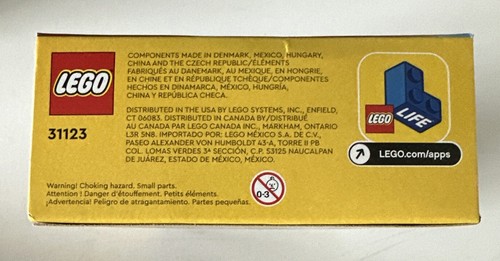 LEGO
31123
COMPONENTS MADE IN DENMARK, MEXICO, HUNGARY,
CHINA AND THE CZECH REPUBLIC/ÉLÉMENTS
FABRIQUÉS AU DANEMARK, AU MEXIQUE, EN HONGRIE,
EN CHINE ET EN RÉPUBLIQUE TCHÈQUE/COMPONENTES
HECHOS EN DINAMARCA, MÉXICO, HUNGRÍA,
CHINA Y REPÚBLICA CHECA.
DISTRIBUTED IN THE USA BY LEGO SYSTEMS, INC., ENFIELD,
CT 06083. DISTRIBUTED IN CANADA BY/DISTRIBUÉ
AU CANADA PAR LEGO CANADA INC., MARKHAM, ONTARIO
L3R 5N8. IMPORTADO POR: LEGO MÉXICO S.A. DE C.V.,
PASEO ALEXANDER VON HUMBOLDT 43-A, TORRE II PB
COL. LOMAS VERDES 3ª SECCIÓN, C.P. 53125 NAUCALPAN
DE JUÁREZ, ESTADO DE MÉXICO, MÉXICO.
LEGO
LIFE
LEGO.com/apps
Warning! Choking hazard. Small parts.
Attention ! Danger d'étouffement. Petits éléments.
¡Advertencia! Peligro de atragantamiento. Partes pequeñas.
0-3